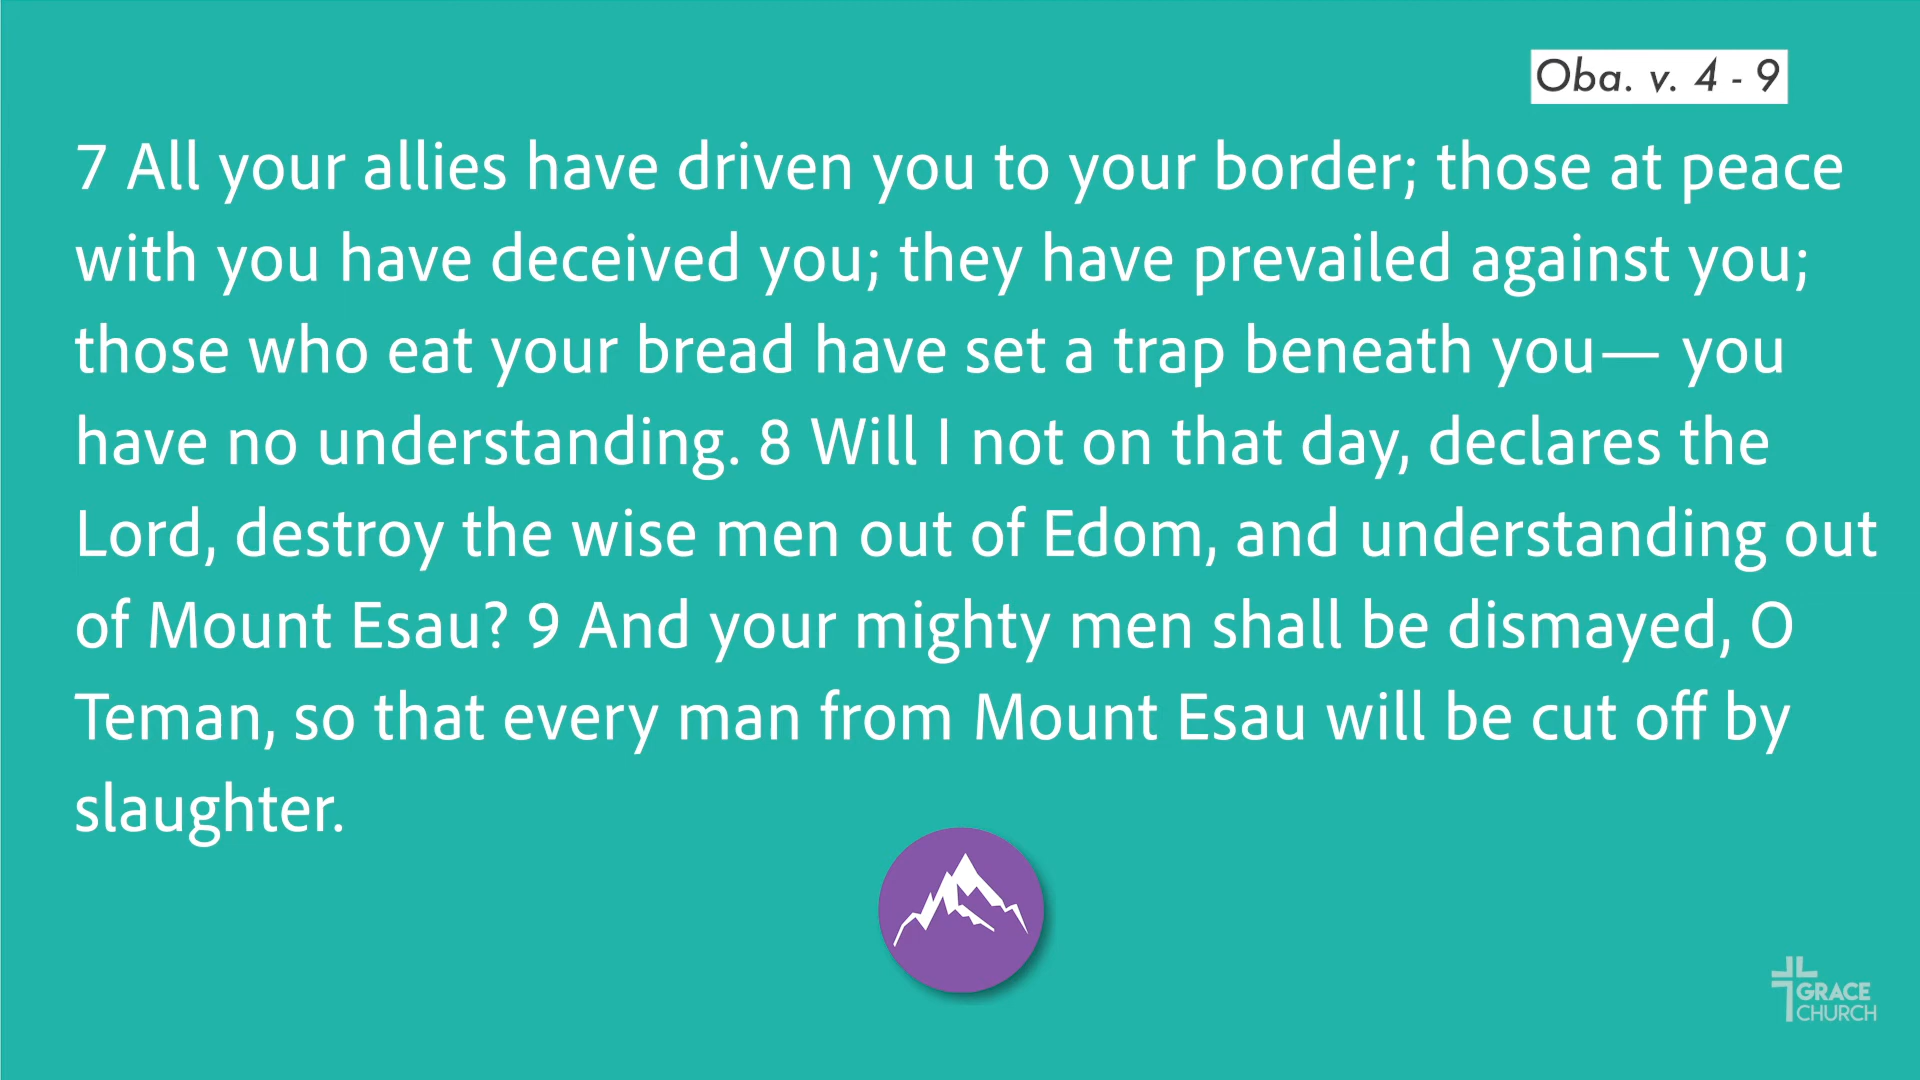 Oba. v. 4 - 9
7 All your allies have driven you to your border; those at peace
with you have deceived you; they have prevailed against you;
those who eat your bread have set a trap beneath you— you
have no understanding. 8 Will I not on that day, declares the
Lord, destroy the wise men out of Edom, and understanding out
of Mount Esau? 9 And your mighty men shall be dismayed, O
Teman, so that every man from Mount Esau will be cut off by
slaughter.
GRACE
CHURCH